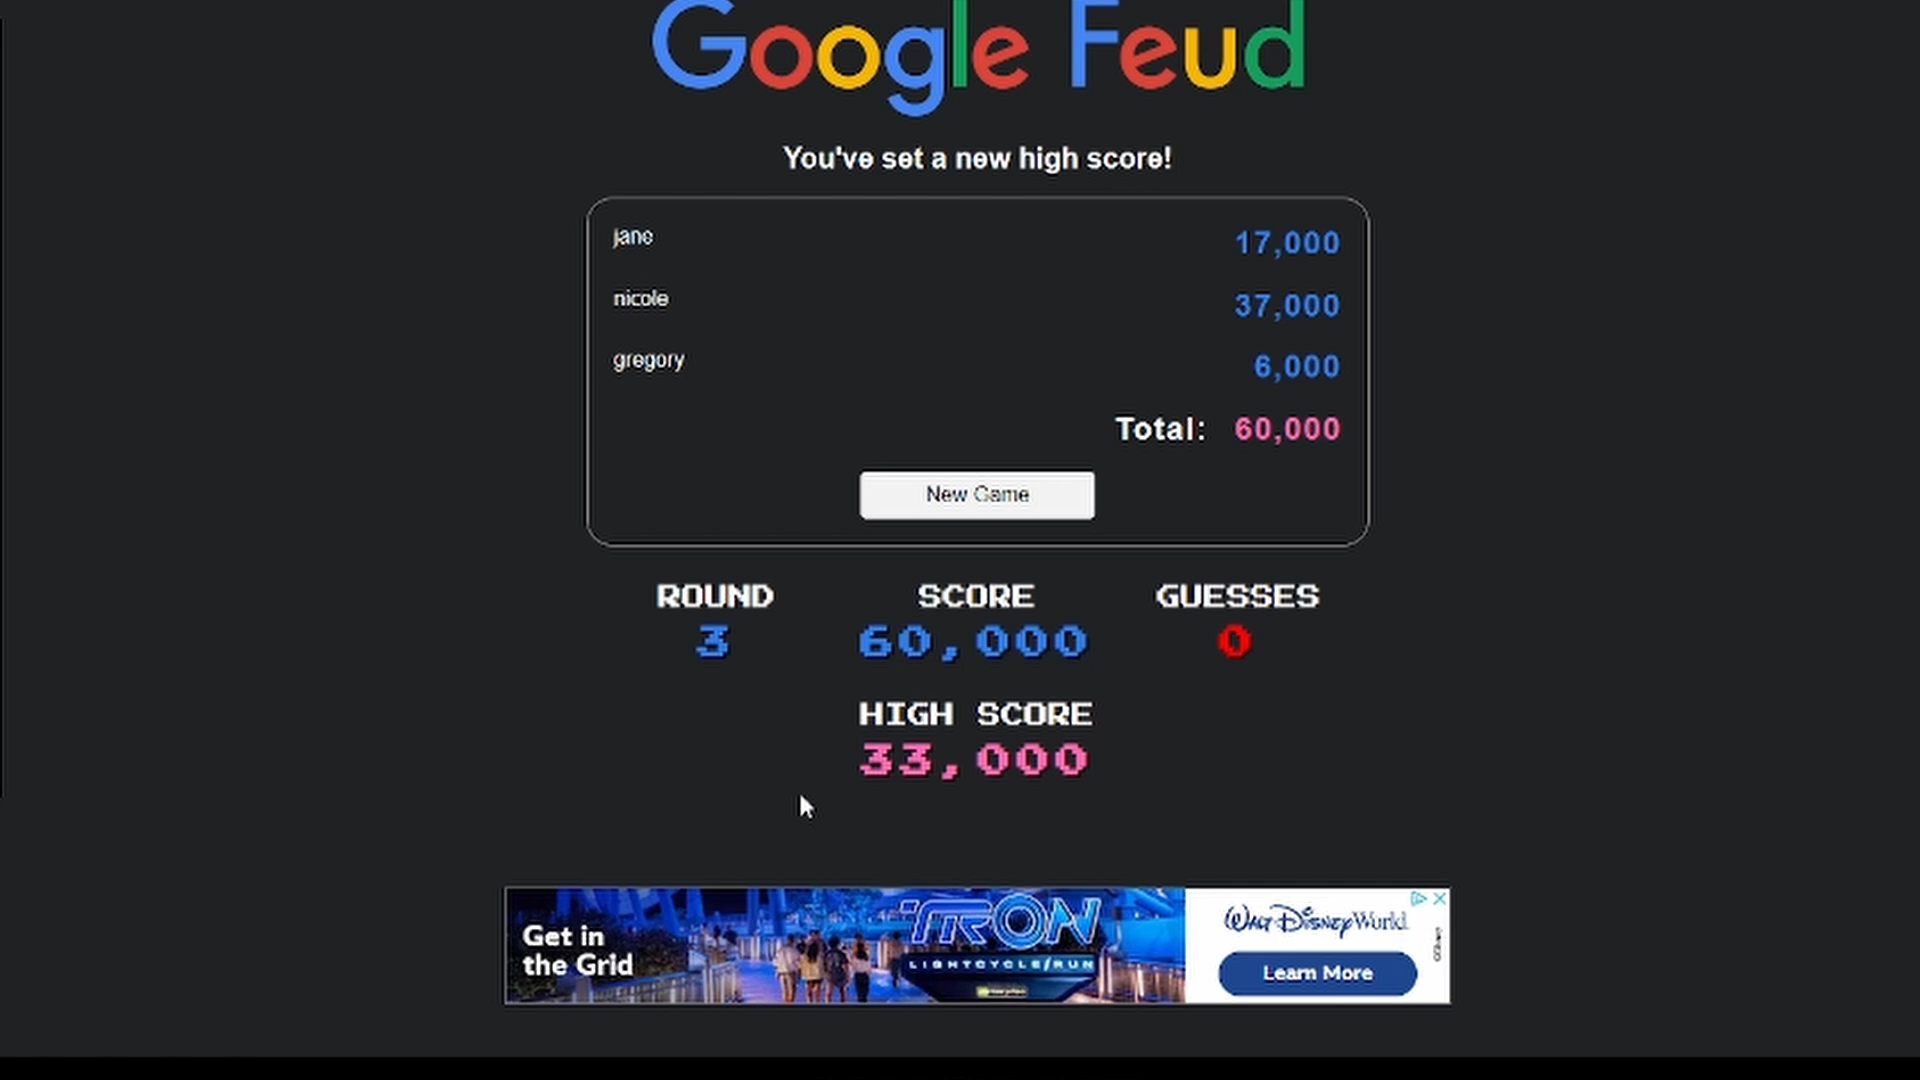 Google Feud
You've set a new high score!
jane 17,000
nicole 37,000
gregory 6,000
Total: 60,000
New Game
ROUND SCORE GUESSES
3 60,000 0
HIGH SCORE
33,000
Get in
the Grid
TRON
LIGHTCYCLE/RUN
Walt Disney World
Learn More